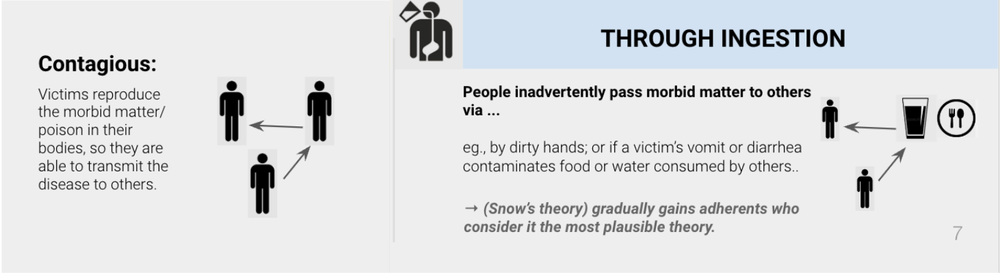 Contagious:
Victims reproduce
the morbid matter/
poison in their
bodies, so they are
able to transmit the
disease to others.
THROUGH INGESTION
People inadvertently pass morbid matter to others
via ...
eg., by dirty hands; or if a victim's vomit or diarrhea
contaminates food or water consumed by others..
→ (Snow's theory) gradually gains adherents who
consider it the most plausible theory.
7